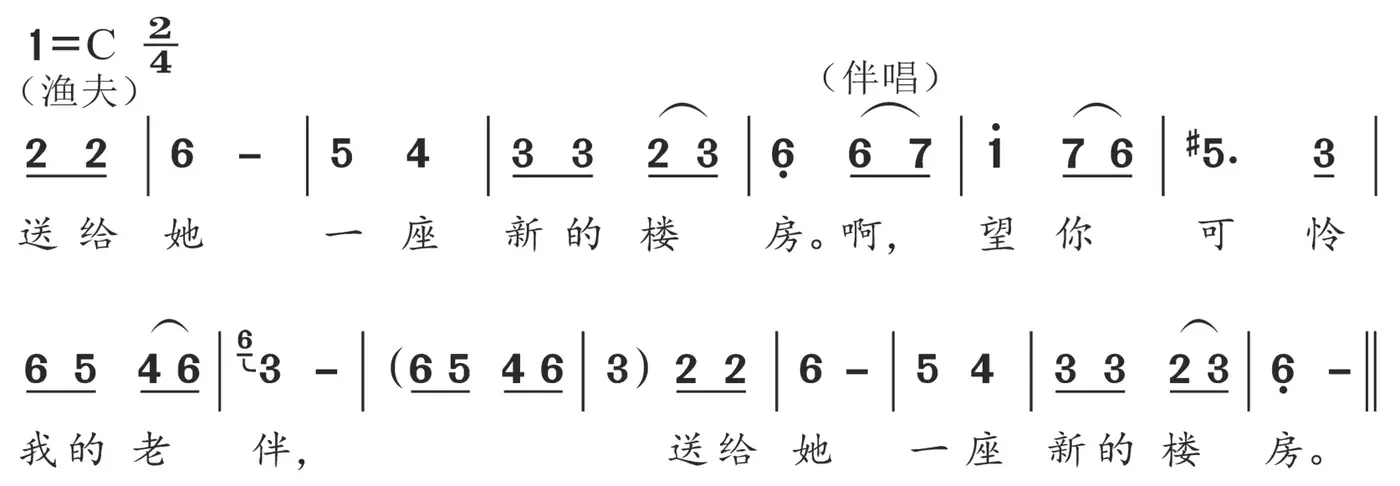 1=C 2/4
（渔夫） （伴唱）
2 2 | 6 – | 5 4 | 3 3 2 3 | 6̣ 6 7 | 1̇ 7 6 | #5. 3 |
送给 她 一 座 新的楼 房。啊， 望你 可 怜
6 5 4 6 | 6 3 – | (6 5 4 6 | 3) 2 2 | 6 – | 5 4 | 3 3 2 3 | 6̣ – ‖
我的老 伴， 送给 她 一座 新的楼 房。